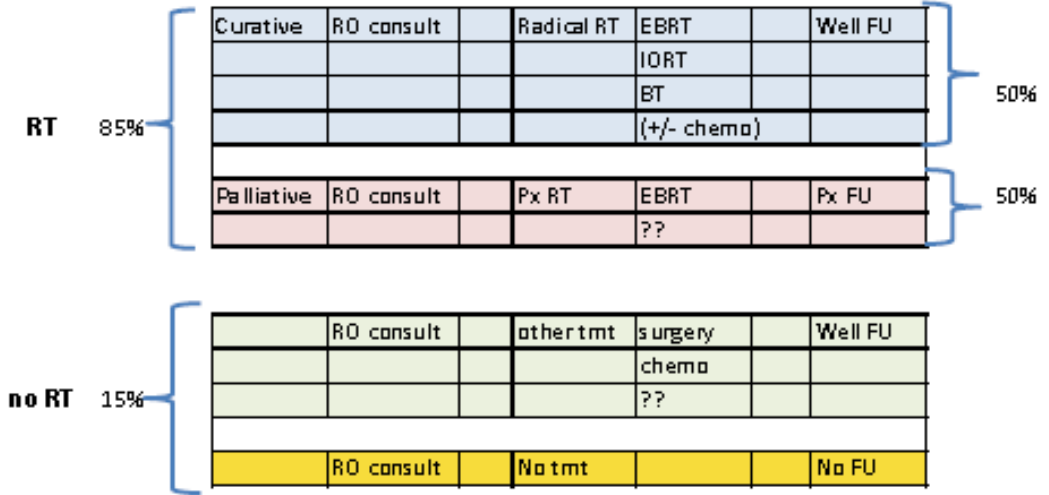 Curative RO consult Radical RT EBRT Well FU
IORT
BT 50%
RT 85% (+/- chemo)
Palliative RO consult Px RT EBRT Px FU 50%
??
RO consult other tmt surgery Well FU
chemo
no RT 15% ??
RO consult No tmt No FU